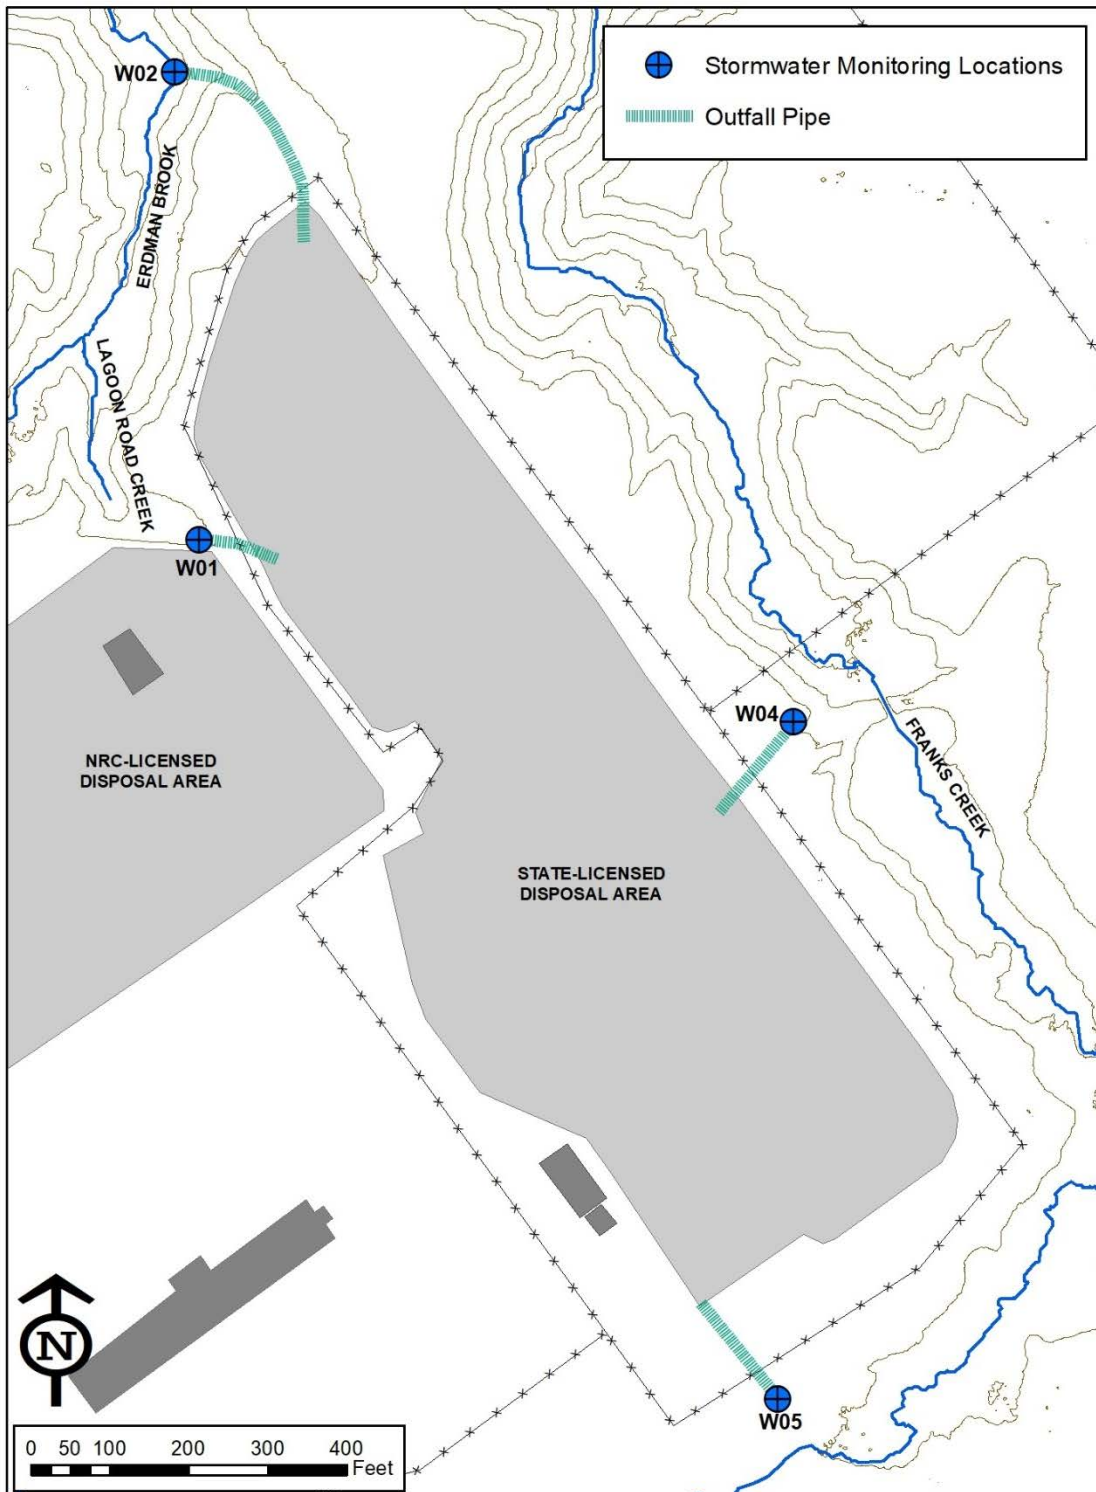 W02
Stormwater Monitoring Locations
Outfall Pipe
ERDMAN BROOK
LAGOON ROAD CREEK
W01
W04
FRANKS CREEK
NRC-LICENSED
DISPOSAL AREA
STATE-LICENSED
DISPOSAL AREA
N
W05
0 50 100 200 300 400
Feet